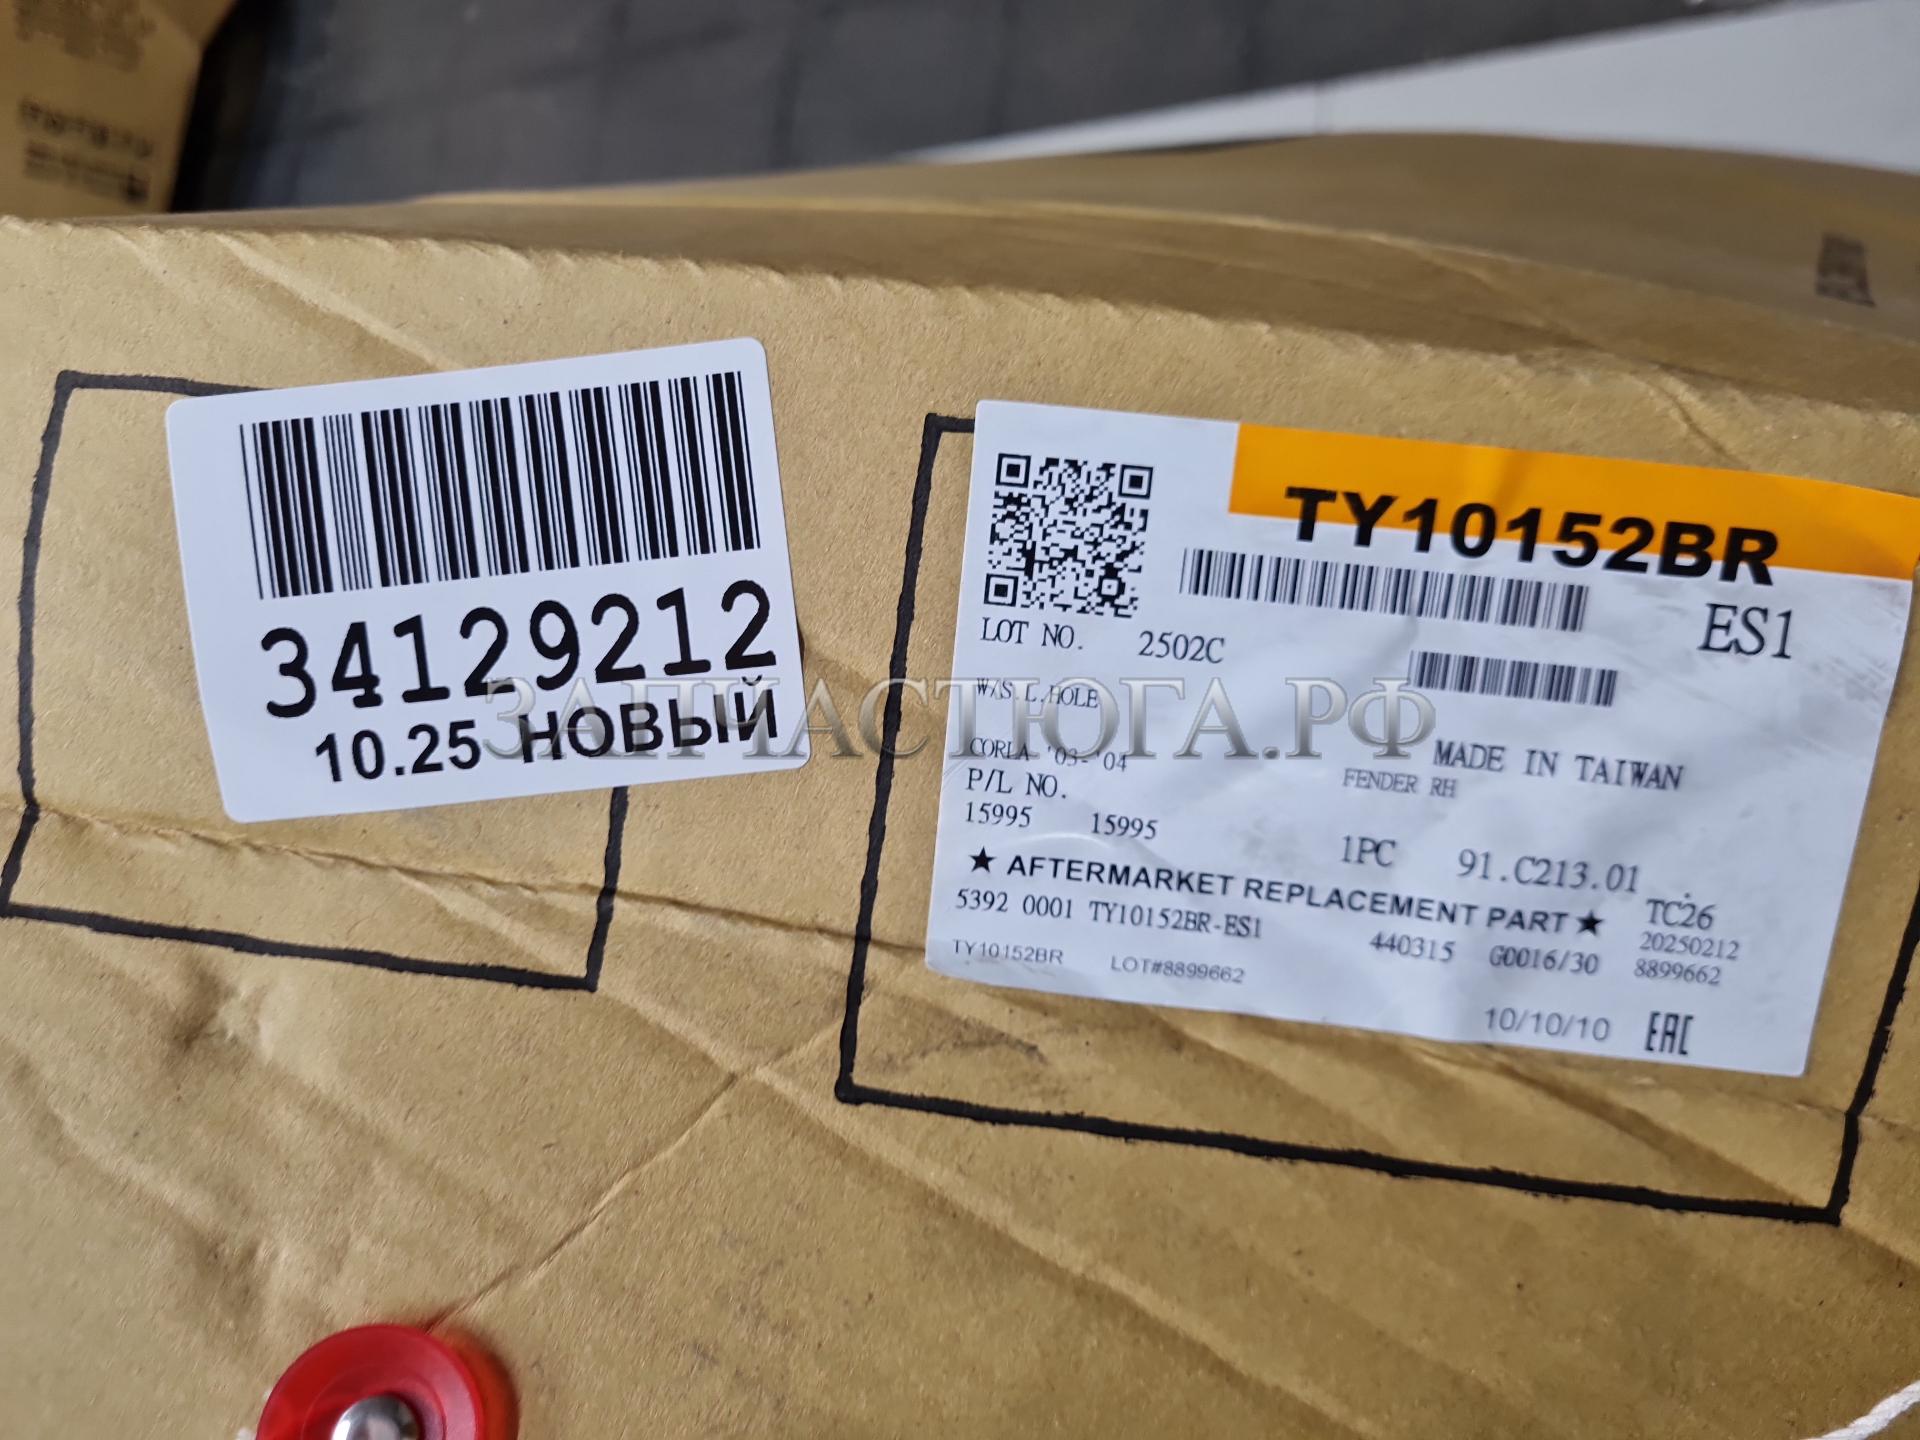 34129212
10.25 НОВЫЙ
TY10152BR
ES1
LOT NO. 2502C
W/S.L.HOLE
CORLA '03-'04
MADE IN TAIWAN
FENDER RH
P/L NO.
15995 15995
1PC 91.C213.01
★ AFTERMARKET REPLACEMENT PART ★ TC26
5392 0001 TY10152BR-ES1 440315 G0016/30 20250212
TY10152BR LOT#8899662 8899662
10/10/10 EAC
ЗАПЧАСТЮГА.РФ